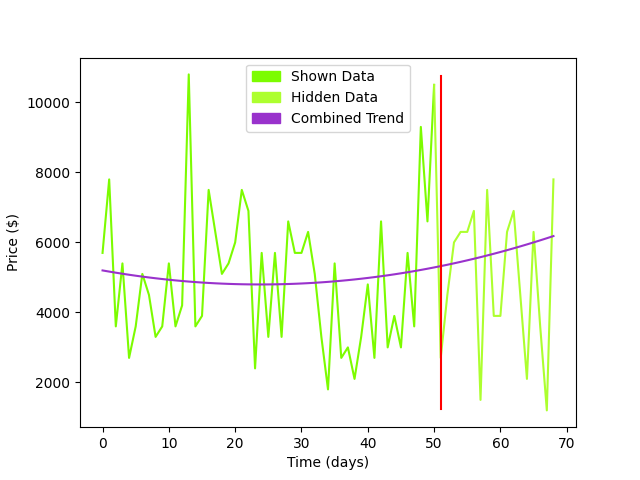 Shown Data
Hidden Data
Combined Trend
Price ($)
10000
8000
6000
4000
2000
0 10 20 30 40 50 60 70
Time (days)